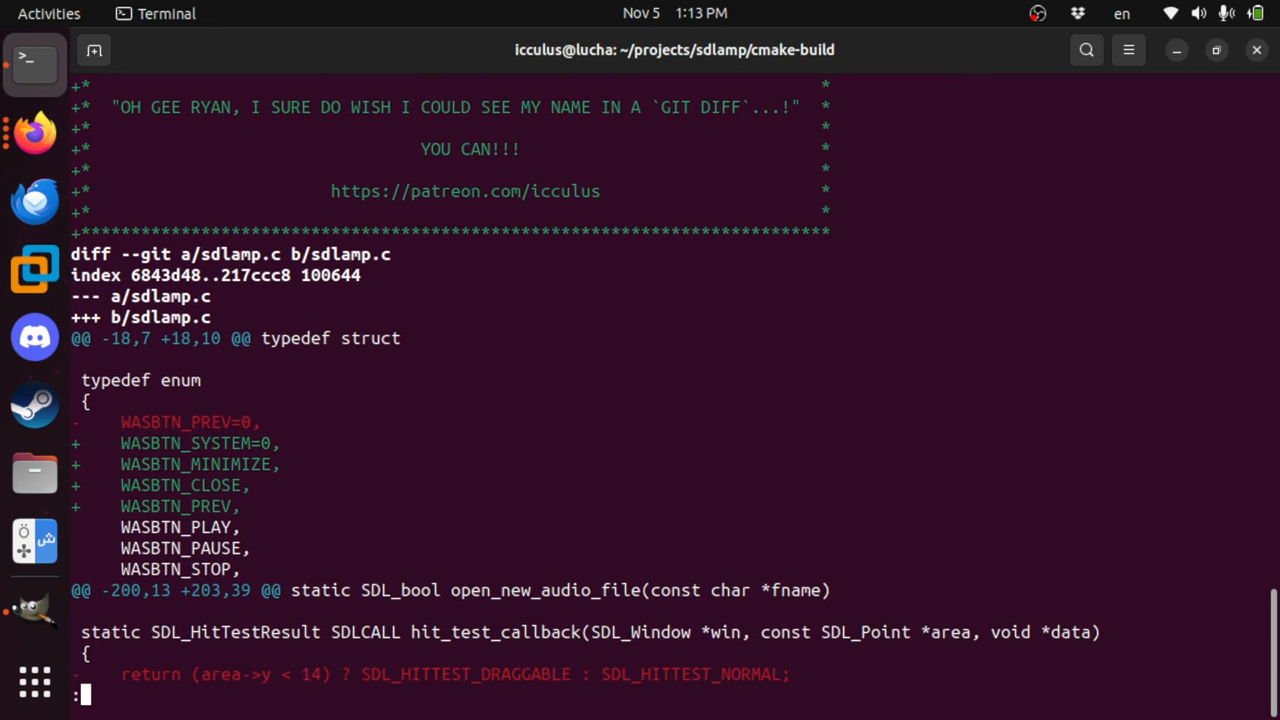 Activities Terminal Nov 5 1:13 PM en
icculus@lucha: ~/projects/sdlamp/cmake-build
+* *
+* "OH GEE RYAN, I SURE DO WISH I COULD SEE MY NAME IN A `GIT DIFF`...!" *
+* *
+* YOU CAN!!! *
+* *
+* https://patreon.com/icculus *
+* *
+***************************************************************************
diff --git a/sdlamp.c b/sdlamp.c
index 6843d48..217ccc8 100644
--- a/sdlamp.c
+++ b/sdlamp.c
@@ -18,7 +18,10 @@ typedef struct
typedef enum
{
- WASBTN_PREV=0,
+ WASBTN_SYSTEM=0,
+ WASBTN_MINIMIZE,
+ WASBTN_CLOSE,
+ WASBTN_PREV,
WASBTN_PLAY,
WASBTN_PAUSE,
WASBTN_STOP,
@@ -200,13 +203,39 @@ static SDL_bool open_new_audio_file(const char *fname)
static SDL_HitTestResult SDLCALL hit_test_callback(SDL_Window *win, const SDL_Point *area, void *data)
{
- return (area->y < 14) ? SDL_HITTEST_DRAGGABLE : SDL_HITTEST_NORMAL;
: